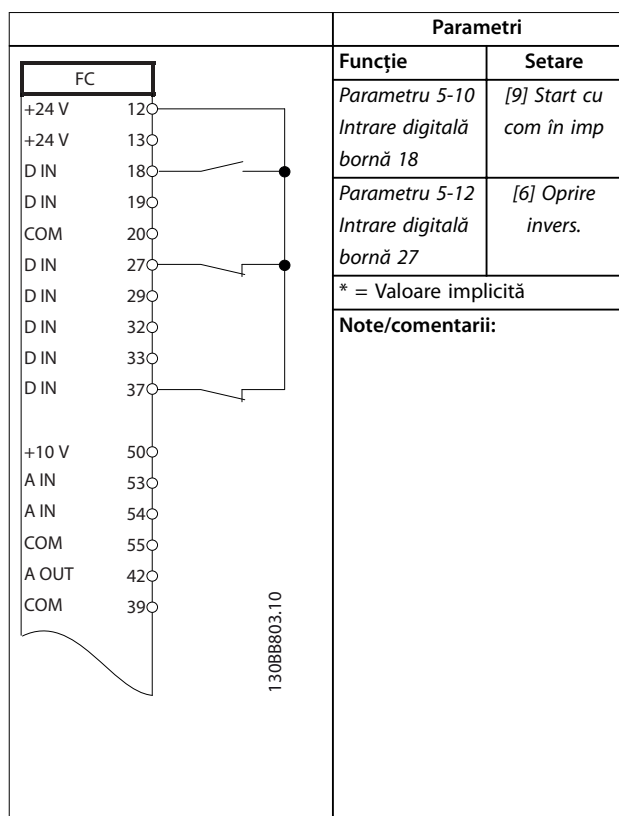 FC
+24 V 12
+24 V 13
D IN 18
D IN 19
COM 20
D IN 27
D IN 29
D IN 32
D IN 33
D IN 37
+10 V 50
A IN 53
A IN 54
COM 55
A OUT 42
COM 39
130BB803.10
Parametri
Funcție Setare
Parametru 5-10 [9] Start cu
Intrare digitală com în imp
bornă 18
Parametru 5-12 [6] Oprire
Intrare digitală invers.
bornă 27
* = Valoare implicită
Note/comentarii: